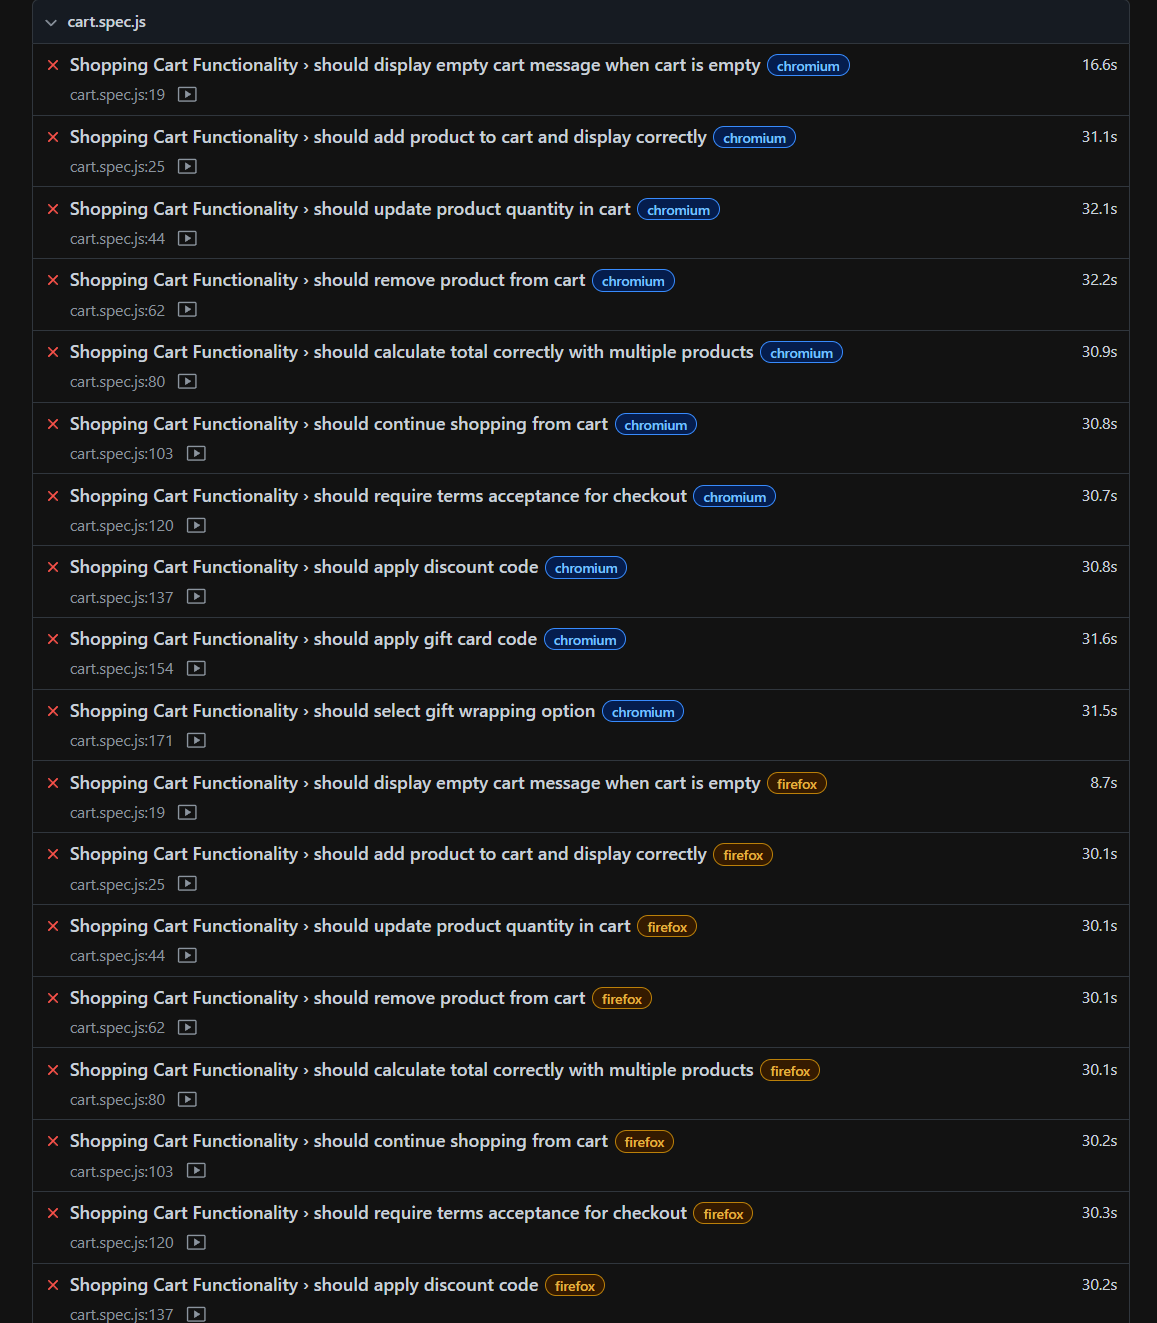 cart.spec.js
Shopping Cart Functionality › should display empty cart message when cart is empty chromium 16.6s
cart.spec.js:19
Shopping Cart Functionality › should add product to cart and display correctly chromium 31.1s
cart.spec.js:25
Shopping Cart Functionality › should update product quantity in cart chromium 32.1s
cart.spec.js:44
Shopping Cart Functionality › should remove product from cart chromium 32.2s
cart.spec.js:62
Shopping Cart Functionality › should calculate total correctly with multiple products chromium 30.9s
cart.spec.js:80
Shopping Cart Functionality › should continue shopping from cart chromium 30.8s
cart.spec.js:103
Shopping Cart Functionality › should require terms acceptance for checkout chromium 30.7s
cart.spec.js:120
Shopping Cart Functionality › should apply discount code chromium 30.8s
cart.spec.js:137
Shopping Cart Functionality › should apply gift card code chromium 31.6s
cart.spec.js:154
Shopping Cart Functionality › should select gift wrapping option chromium 31.5s
cart.spec.js:171
Shopping Cart Functionality › should display empty cart message when cart is empty firefox 8.7s
cart.spec.js:19
Shopping Cart Functionality › should add product to cart and display correctly firefox 30.1s
cart.spec.js:25
Shopping Cart Functionality › should update product quantity in cart firefox 30.1s
cart.spec.js:44
Shopping Cart Functionality › should remove product from cart firefox 30.1s
cart.spec.js:62
Shopping Cart Functionality › should calculate total correctly with multiple products firefox 30.1s
cart.spec.js:80
Shopping Cart Functionality › should continue shopping from cart firefox 30.2s
cart.spec.js:103
Shopping Cart Functionality › should require terms acceptance for checkout firefox 30.3s
cart.spec.js:120
Shopping Cart Functionality › should apply discount code firefox 30.2s
cart.spec.js:137